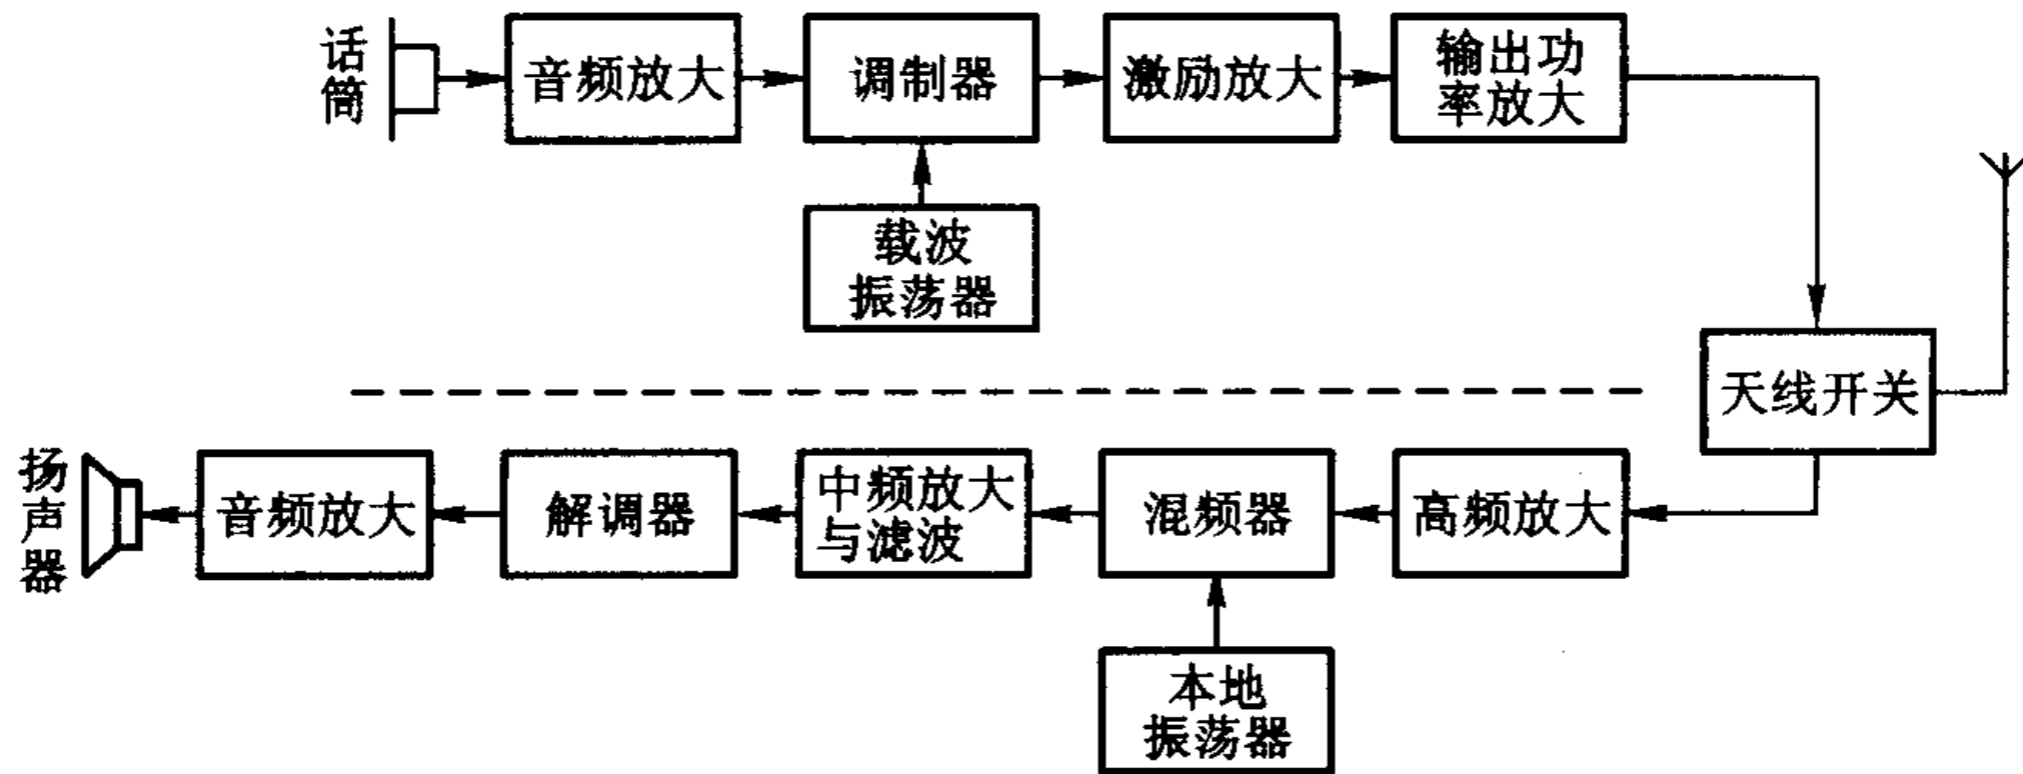 话筒
音频放大
调制器
激励放大
输出功
率放大
载波
振荡器
天线开关
扬声器
音频放大
解调器
中频放大
与滤波
混频器
高频放大
本地
振荡器